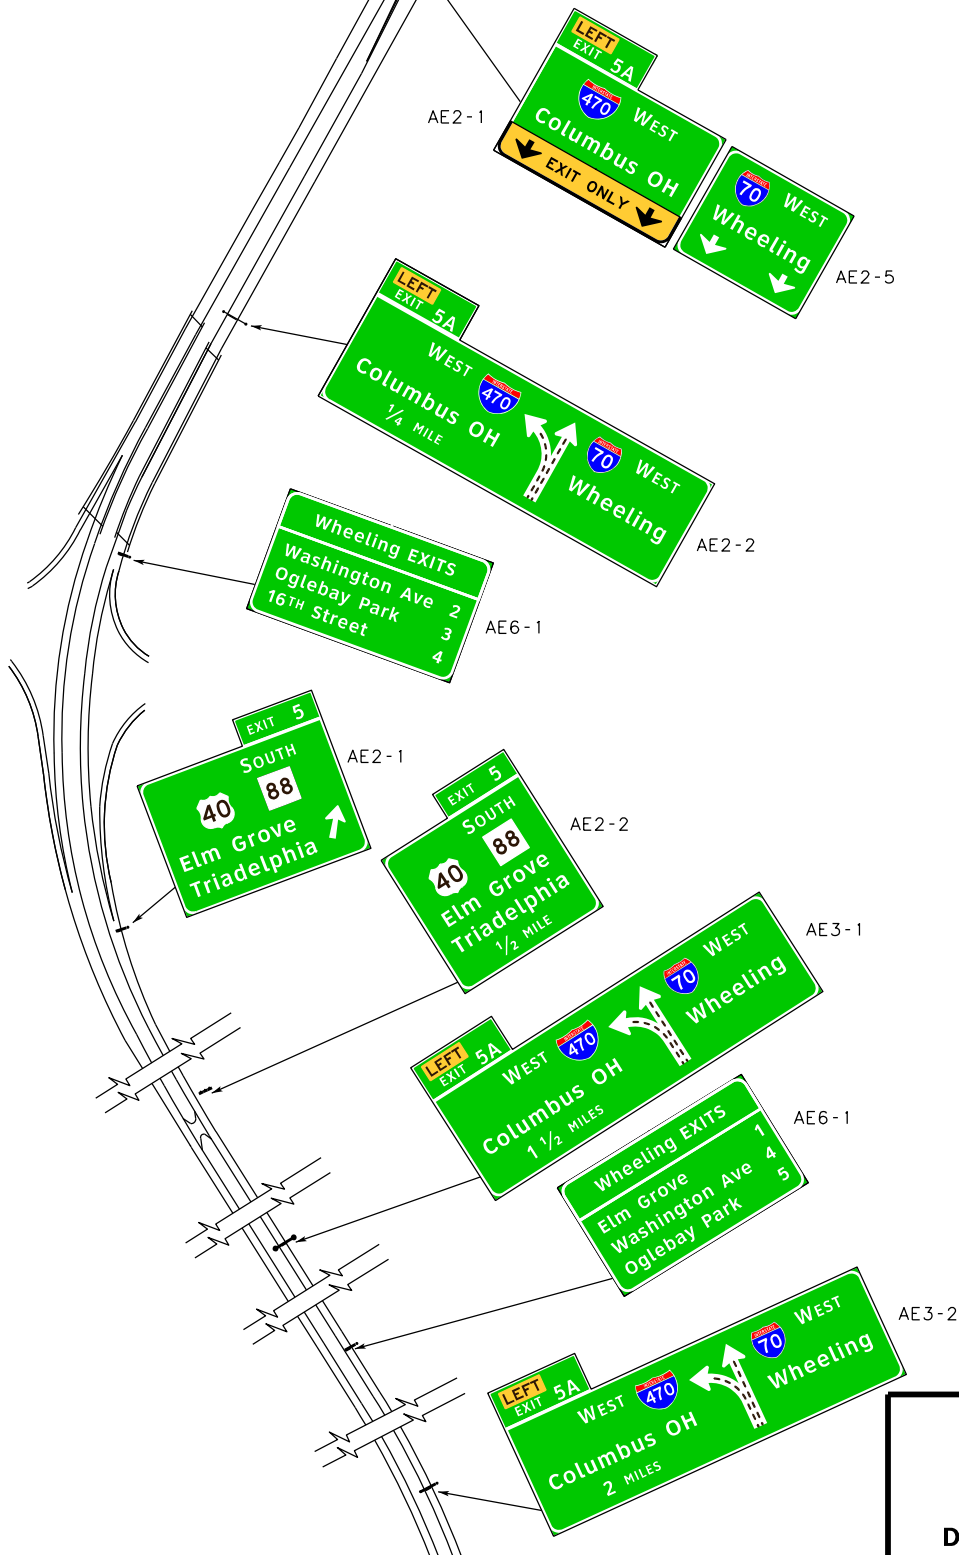 LEFT
EXIT 5A
470 WEST
Columbus OH
EXIT ONLY
AE2-1
70 WEST
Wheeling
AE2-5
LEFT
EXIT 5A
WEST 470
Columbus OH
1/4 MILE
70 WEST
Wheeling
AE2-2
Wheeling EXITS
Washington Ave 2
Oglebay Park 3
16TH Street 4
AE6-1
EXIT 5
SOUTH
40 88
Elm Grove
Triadelphia
AE2-1
EXIT 5
SOUTH
40 88
Elm Grove
Triadelphia
1/2 MILE
AE2-2
LEFT
EXIT 5A
WEST 470
Columbus OH
1 1/2 MILES
70 WEST
Wheeling
AE3-1
Wheeling EXITS
Elm Grove 1
Washington Ave 4
Oglebay Park 5
AE6-1
LEFT
EXIT 5A
WEST 470
Columbus OH
2 MILES
70 WEST
Wheeling
AE3-2
D